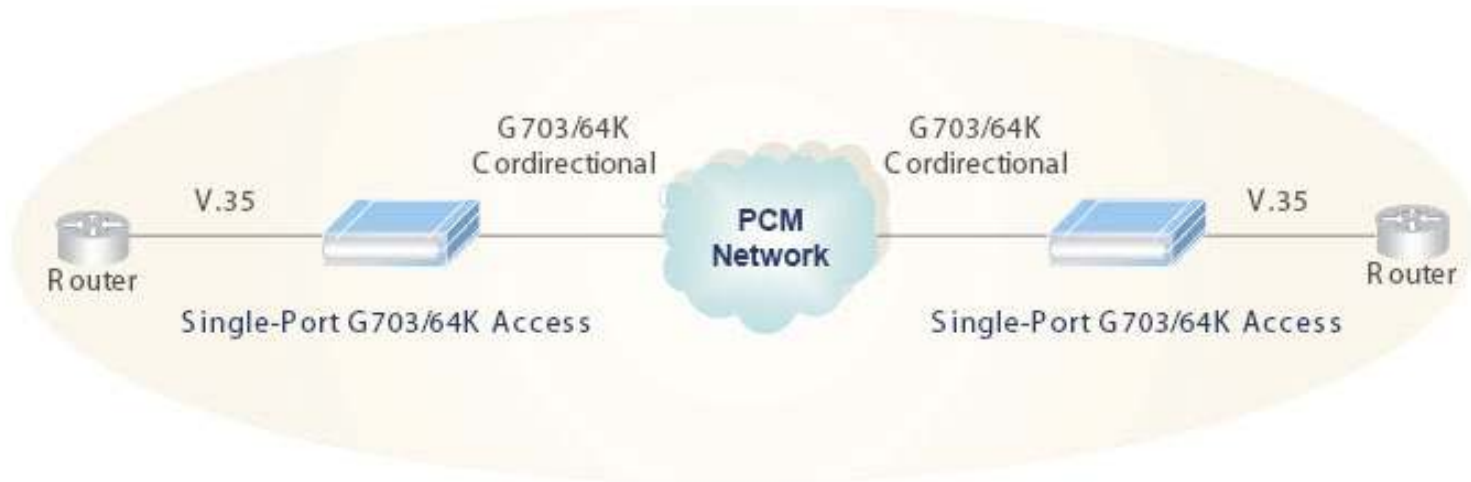 G703/64K
Cordirectional
G703/64K
Cordirectional
V.35
PCM
Network
V.35
Router
Router
Single-Port G703/64K Access
Single-Port G703/64K Access